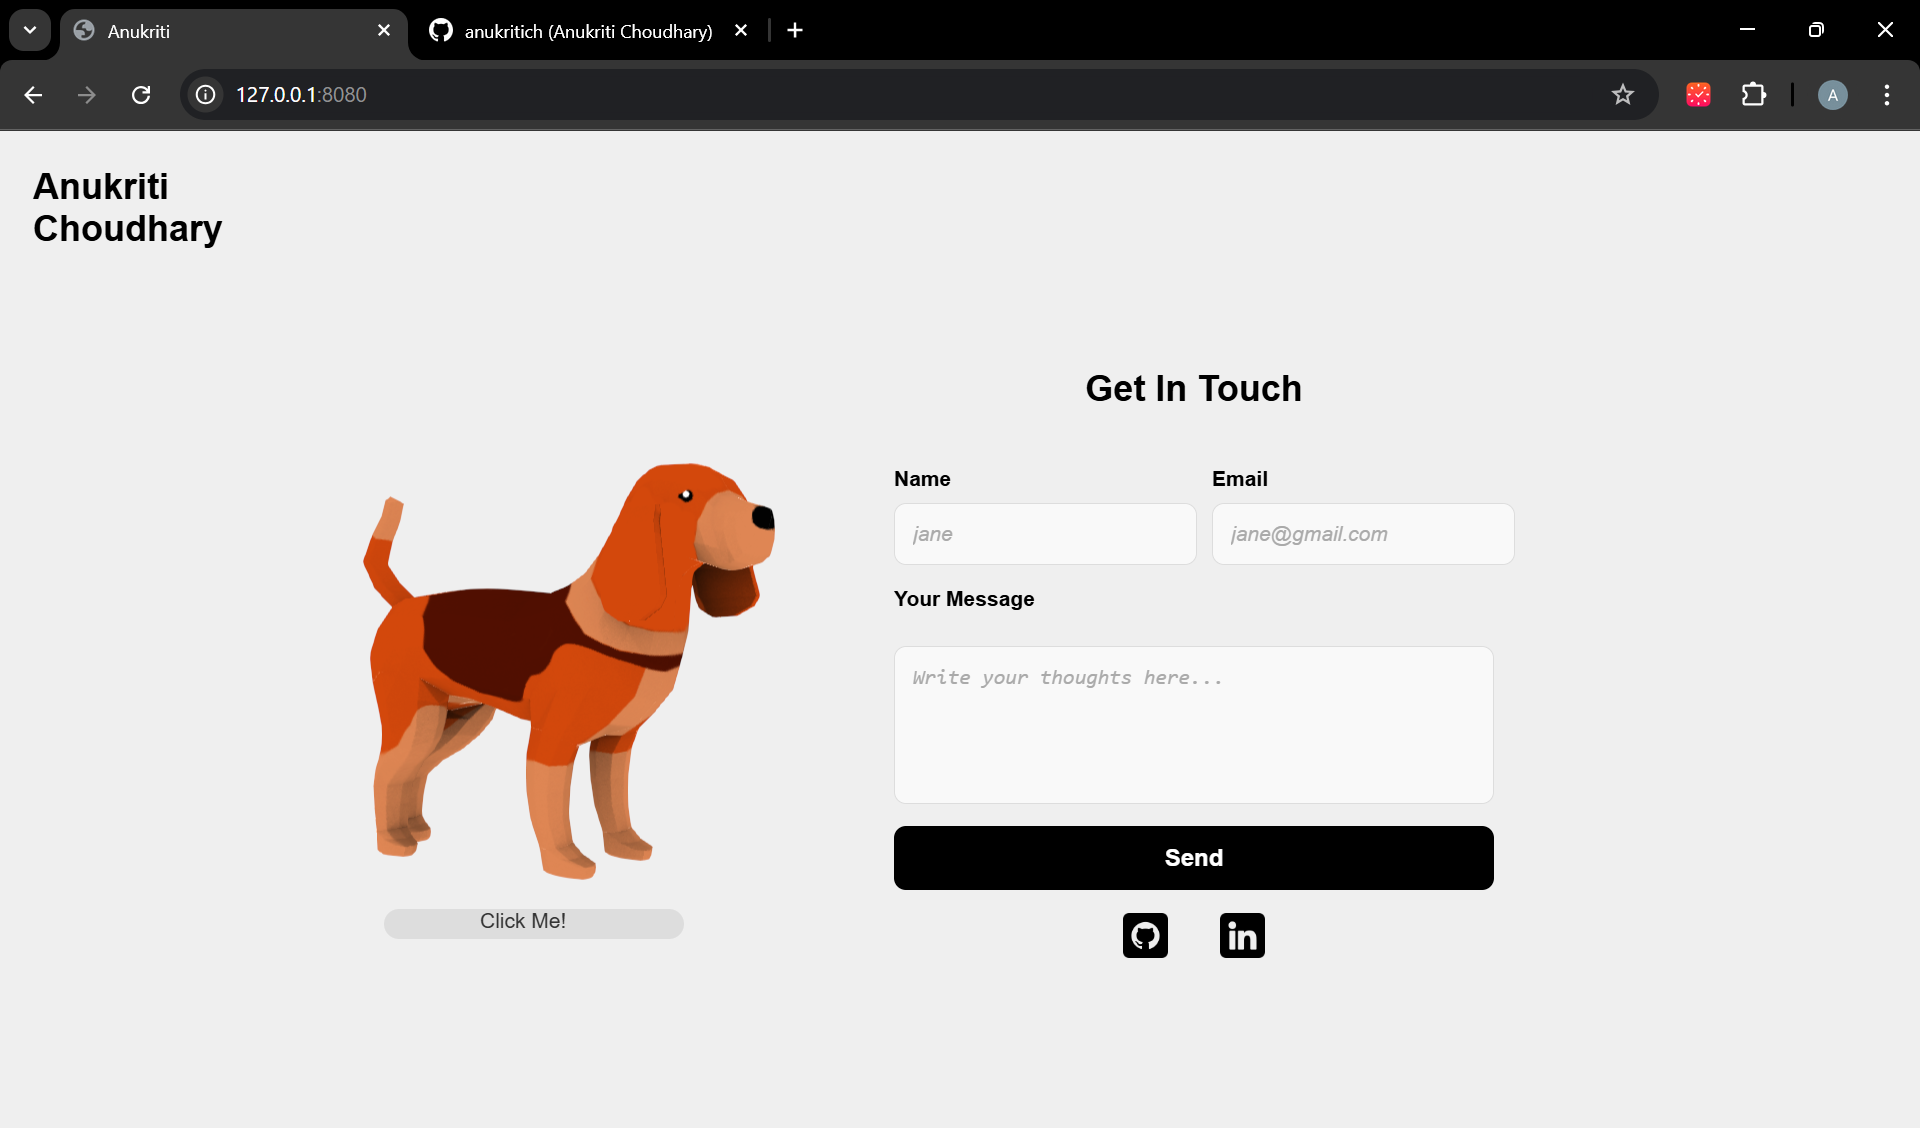 Anukriti
anukritich (Anukriti Choudhary)
127.0.0.1:8080
A
Anukriti
Choudhary
Get In Touch
Name
Email
jane
jane@gmail.com
Your Message
Write your thoughts here...
Send
Click Me!
in